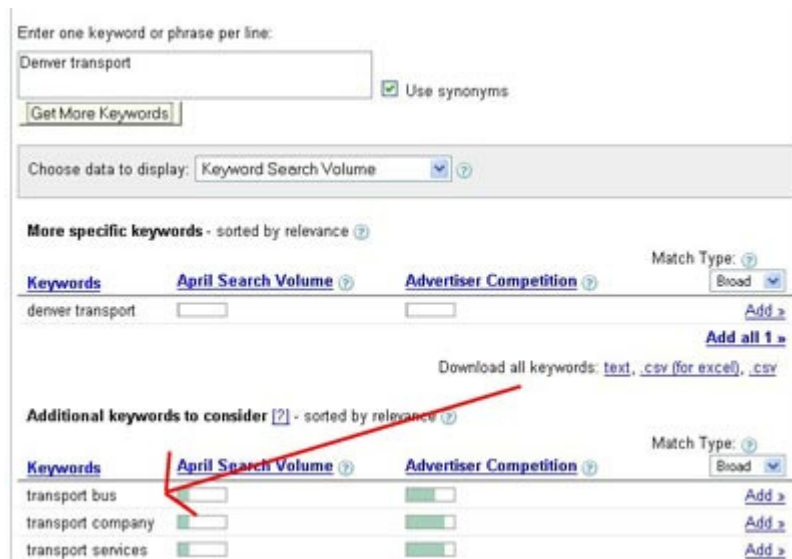 Enter one keyword or phrase per line:
Denver transport
Use synonyms
Get More Keywords
Choose data to display: Keyword Search Volume ?
More specific keywords - sorted by relevance ?
Match Type: ?
Keywords April Search Volume ? Advertiser Competition ? Broad
denver transport Add »
Add all 1 »
Download all keywords: text, .csv (for excel), .csv
Additional keywords to consider [?] - sorted by relevance ?
Match Type: ?
Keywords April Search Volume ? Advertiser Competition ? Broad
transport bus Add »
transport company Add »
transport services Add »